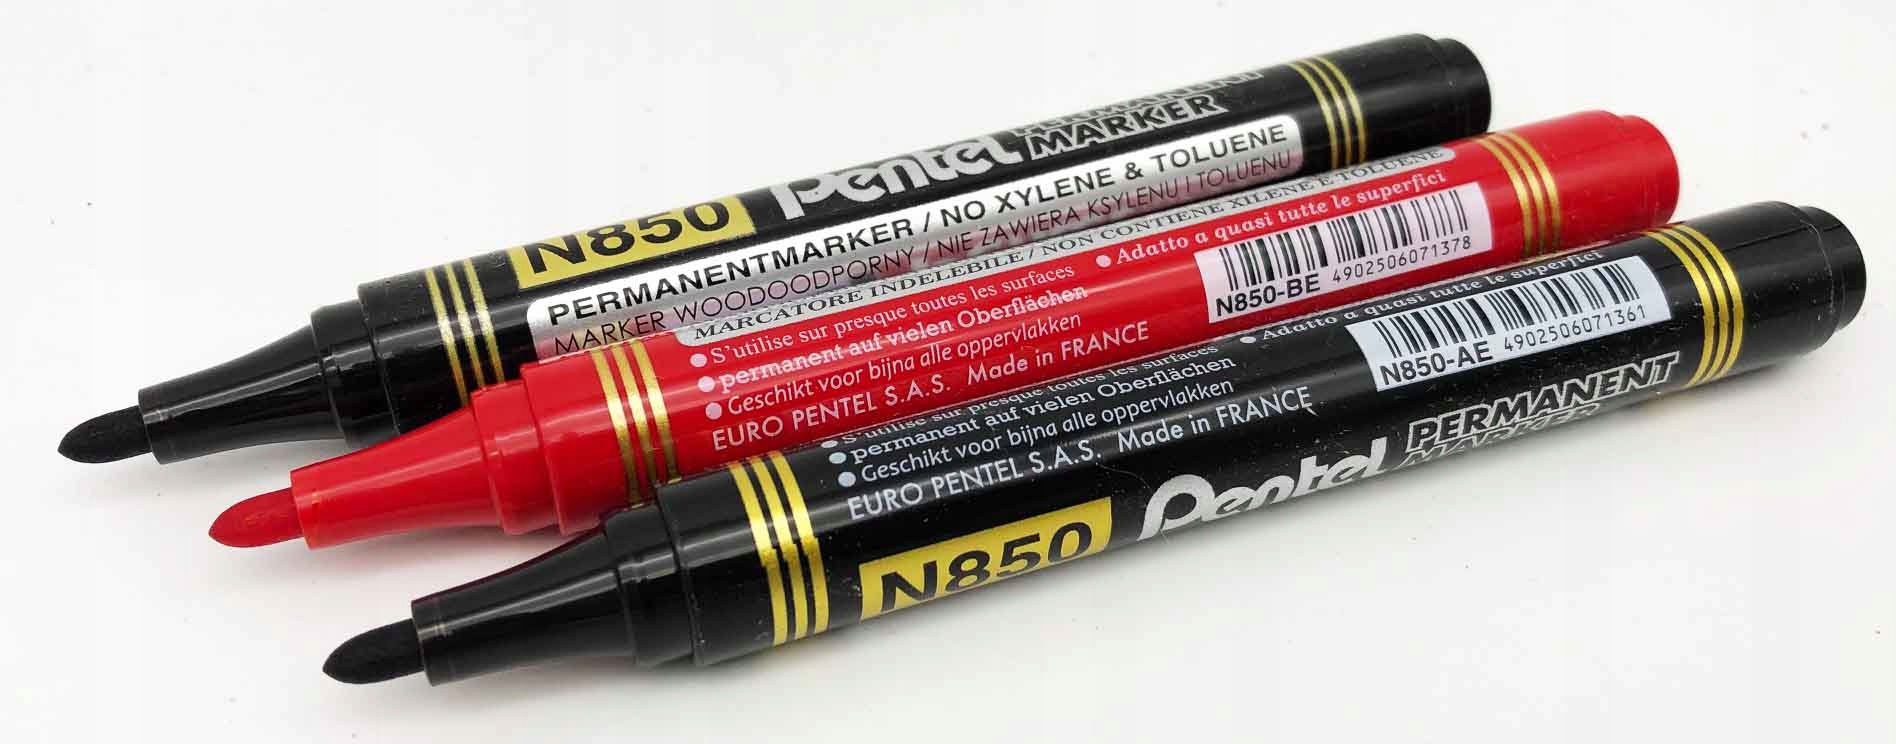 N850 Pentel PERMANENT
MARKER
PERMANENTMARKER / NO XYLENE & TOLUENE
MARKER WOODOODPORNY / NIE ZAWIERA KSYLENU I TOLUENU
MARCATORE INDELEBILE / NON CONTIENE XILENE E TOLUENE
● S'utilise sur presque toutes les surfaces ● Adatto a quasi tutte le superfici
● permanent auf vielen Oberflächen
● Geschikt voor bijna alle oppervlakken
EURO PENTEL S.A.S. Made in FRANCE
N850-BE 4902506071378
● S'utilise sur presque toutes les surfaces ● Adatto a quasi tutte le superfici
● permanent auf vielen Oberflächen
● Geschikt voor bijna alle oppervlakken
EURO PENTEL S.A.S. Made in FRANCE
N850-AE 4902506071361
N850 Pentel PERMANENT
MARKER